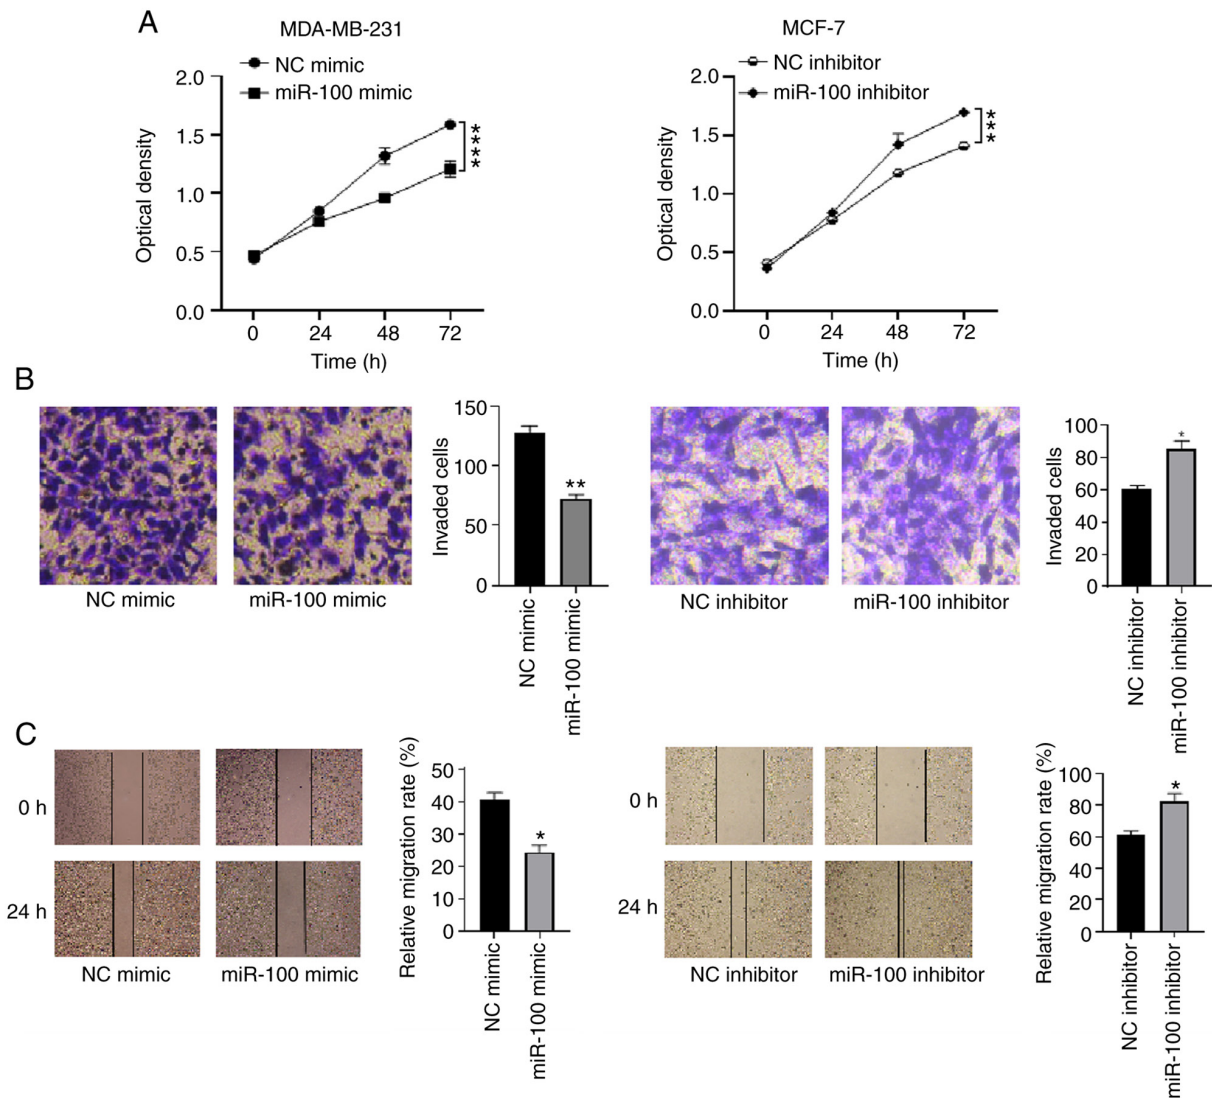 A
MDA-MB-231
NC mimic
miR-100 mimic
Optical density
2.0
1.5
1.0
0.5
0.0
0 24 48 72
Time (h)
****
MCF-7
NC inhibitor
miR-100 inhibitor
Optical density
2.0
1.5
1.0
0.5
0.0
0 24 48 72
Time (h)
***
B
NC mimic
miR-100 mimic
Invaded cells
150
100
50
0
**
NC mimic
miR-100 mimic
NC inhibitor
miR-100 inhibitor
Invaded cells
100
80
60
40
20
0
*
NC inhibitor
miR-100 inhibitor
C
0 h
24 h
NC mimic
miR-100 mimic
Relative migration rate (%)
50
40
30
20
10
0
*
NC mimic
miR-100 mimic
0 h
24 h
NC inhibitor
miR-100 inhibitor
Relative migration rate (%)
100
80
60
40
20
0
*
NC inhibitor
miR-100 inhibitor